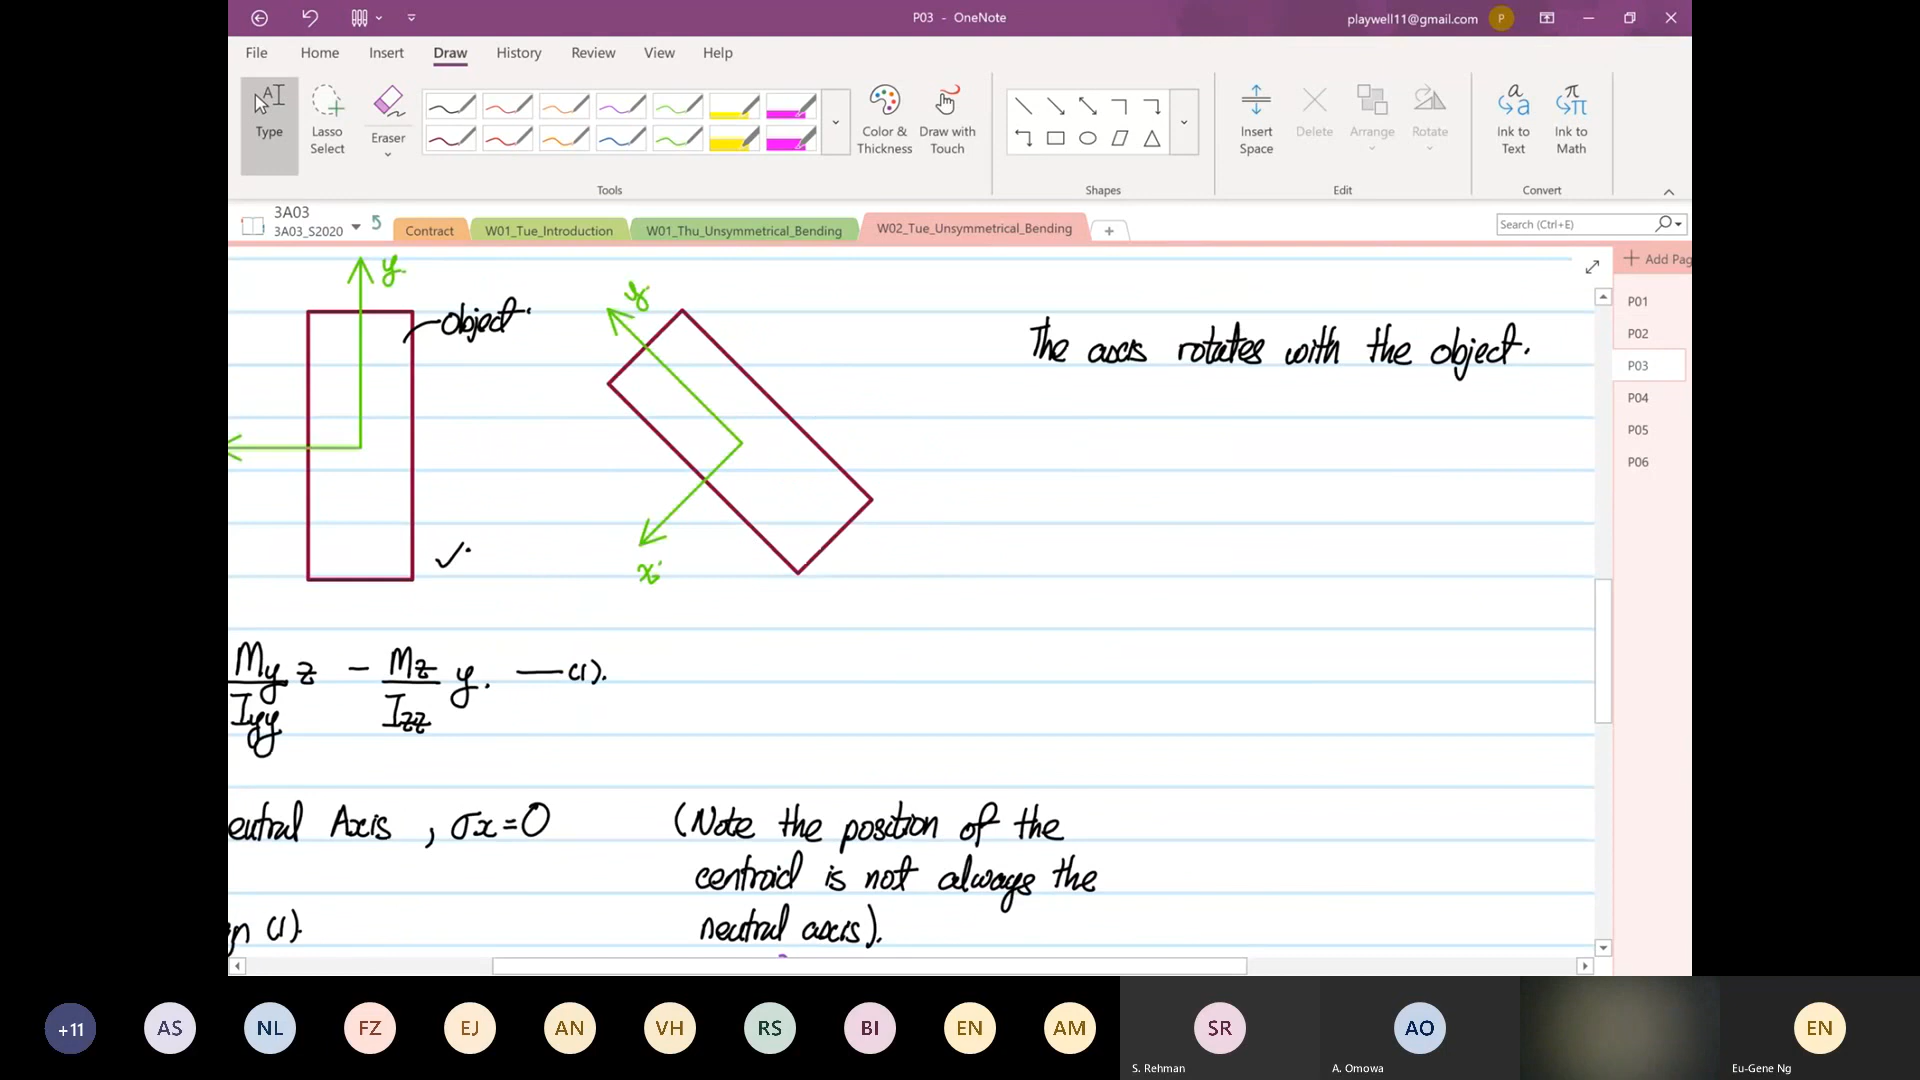 P03 - OneNote
playwell11@gmail.com
P
File Home Insert Draw History Review View Help
Type
Lasso Select
Eraser
Color & Thickness
Draw with Touch
Insert Space
Delete
Arrange
Rotate
Ink to Text
Ink to Math
Tools
Shapes
Edit
Convert
3A03
3A03_S2020
Contract
W01_Tue_Introduction
W01_Thu_Unsymmetrical_Bending
W02_Tue_Unsymmetrical_Bending
+
Search (Ctrl+E)
Add Pag
P01
P02
P03
P04
P05
P06
y
object
y
x
The axis rotates with the object.
My/Iyy z - Mz/Izz y. —(1).
eutral Axis , σx=0
(Note the position of the
centroid is not always the
neutral axis).
qn (1).
+11
AS
NL
FZ
EJ
AN
VH
RS
BI
EN
AM
SR
S. Rehman
AO
A. Omowa
EN
Eu-Gene Ng